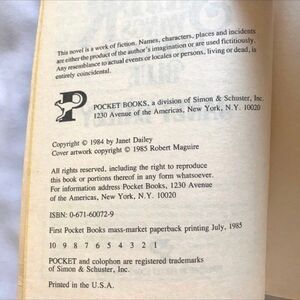 This novel is a work of fiction. Names, characters, places and incidents
are either the product of the author's imagination or are used fictitiously.
Any resemblance to actual events or locales or persons, living or dead, is
entirely coincidental.
P
POCKET BOOKS, a division of Simon & Schuster, Inc.
1230 Avenue of the Americas, New York, N.Y. 10020
Copyright © 1984 by Janet Dailey
Cover artwork copyright © 1985 Robert Maguire
All rights reserved, including the right to reproduce
this book or portions thereof in any form whatsoever.
For information address Pocket Books, 1230 Avenue
of the Americas, New York, N.Y. 10020
ISBN: 0-671-60072-9
First Pocket Books mass-market paperback printing July, 1985
10 9 8 7 6 5 4 3 2 1
POCKET and colophon are registered trademarks
of Simon & Schuster, Inc.
Printed in the U.S.A.